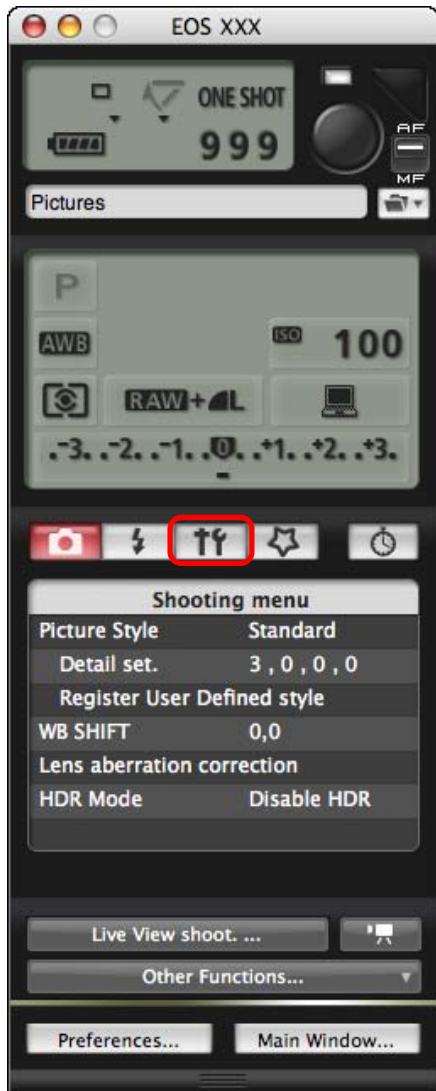 EOS XXX
ONE SHOT
999
AF
MF
Pictures
P
AWB
ISO 100
RAW+L
.-3. .-2. .-1. .0. .+1. .+2. .+3.
Shooting menu
Picture Style Standard
Detail set. 3 , 0 , 0 , 0
Register User Defined style
WB SHIFT 0,0
Lens aberration correction
HDR Mode Disable HDR
Live View shoot. ...
Other Functions...
Preferences... Main Window...